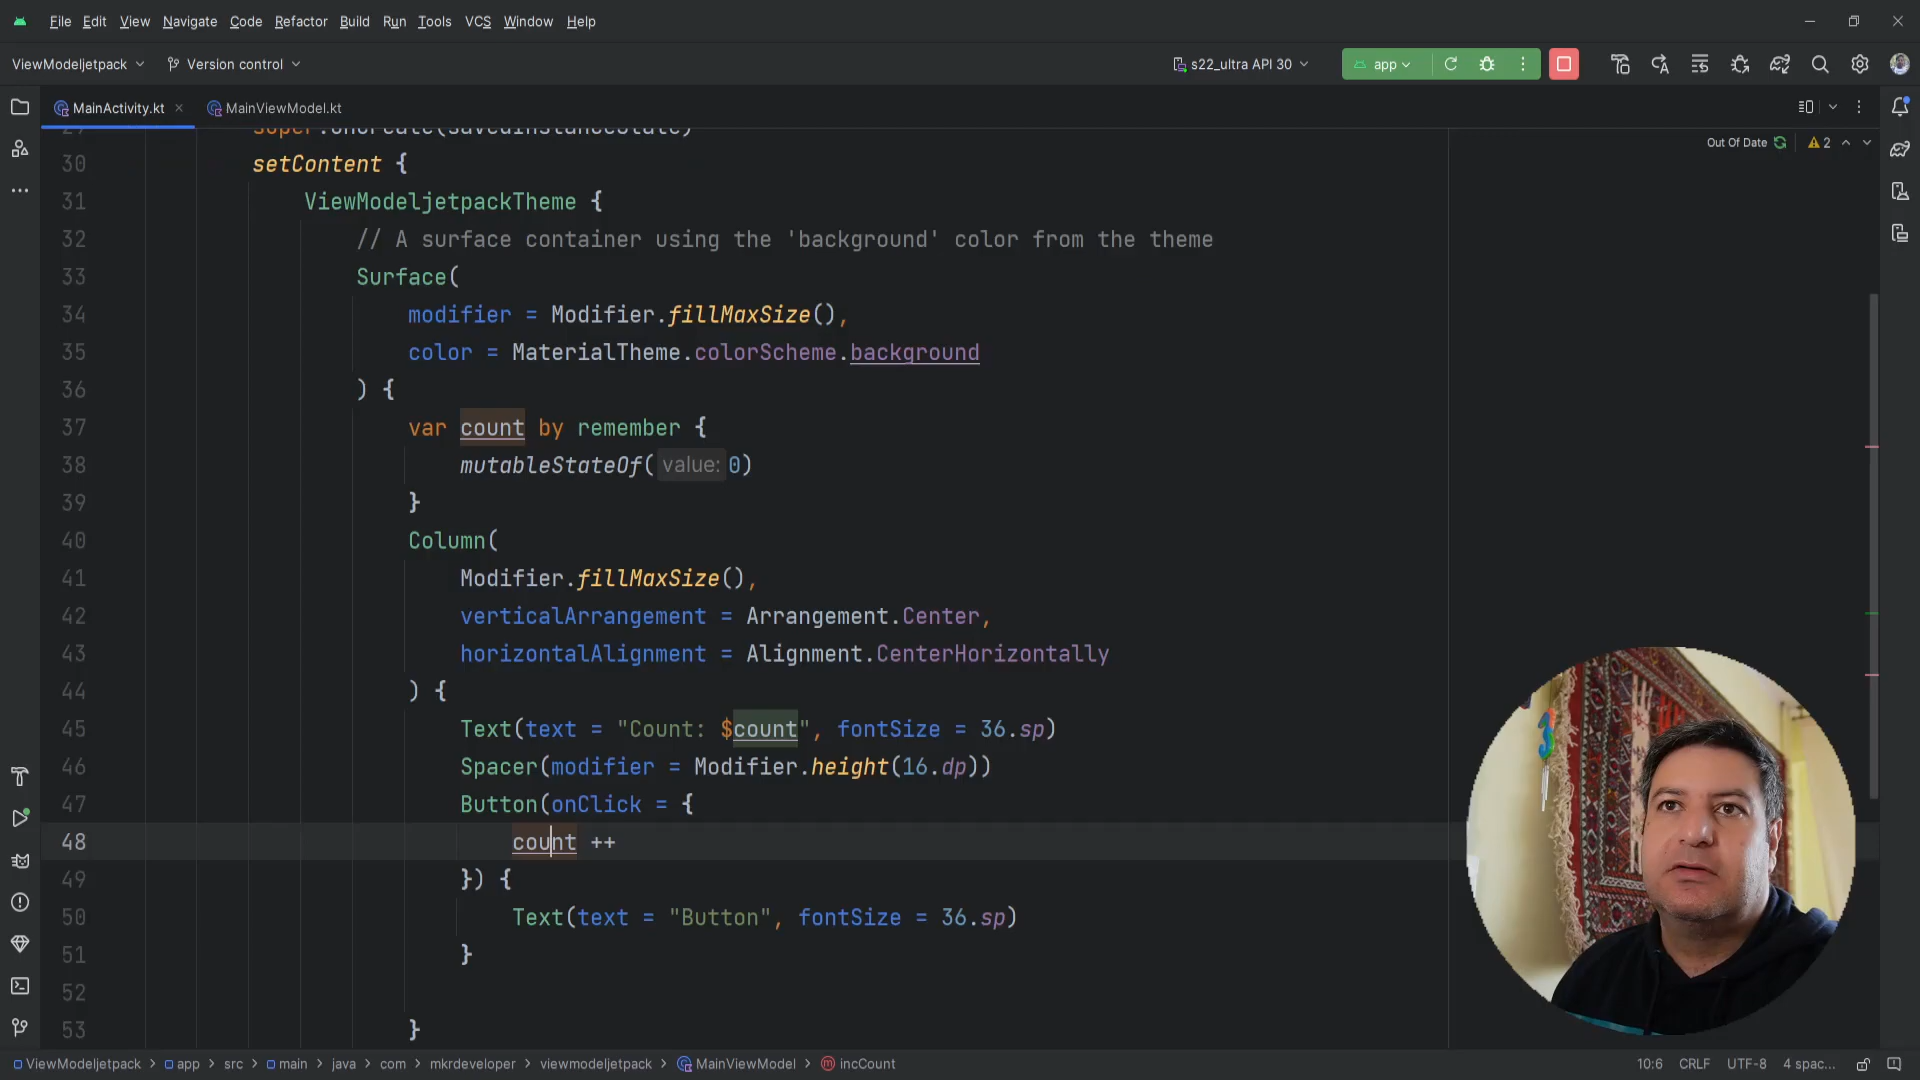 File Edit View Navigate Code Refactor Build Run Tools VCS Window Help
ViewModeljetpack Version control s22_ultra API 30 app
MainActivity.kt MainViewModel.kt
super.onCreate(savedInstanceState)
Out Of Date 2
30 setContent {
31 ViewModeljetpackTheme {
32 // A surface container using the 'background' color from the theme
33 Surface(
34 modifier = Modifier.fillMaxSize(),
35 color = MaterialTheme.colorScheme.background
36 ) {
37 var count by remember {
38 mutableStateOf(value: 0)
39 }
40 Column(
41 Modifier.fillMaxSize(),
42 verticalArrangement = Arrangement.Center,
43 horizontalAlignment = Alignment.CenterHorizontally
44 ) {
45 Text(text = "Count: $count", fontSize = 36.sp)
46 Spacer(modifier = Modifier.height(16.dp))
47 Button(onClick = {
48 count ++
49 }) {
50 Text(text = "Button", fontSize = 36.sp)
51 }
52
53 }
ViewModeljetpack > app > src > main > java > com > mkrdeveloper > viewmodeljetpack > MainViewModel > incCount 10:6 CRLF UTF-8 4 spac...